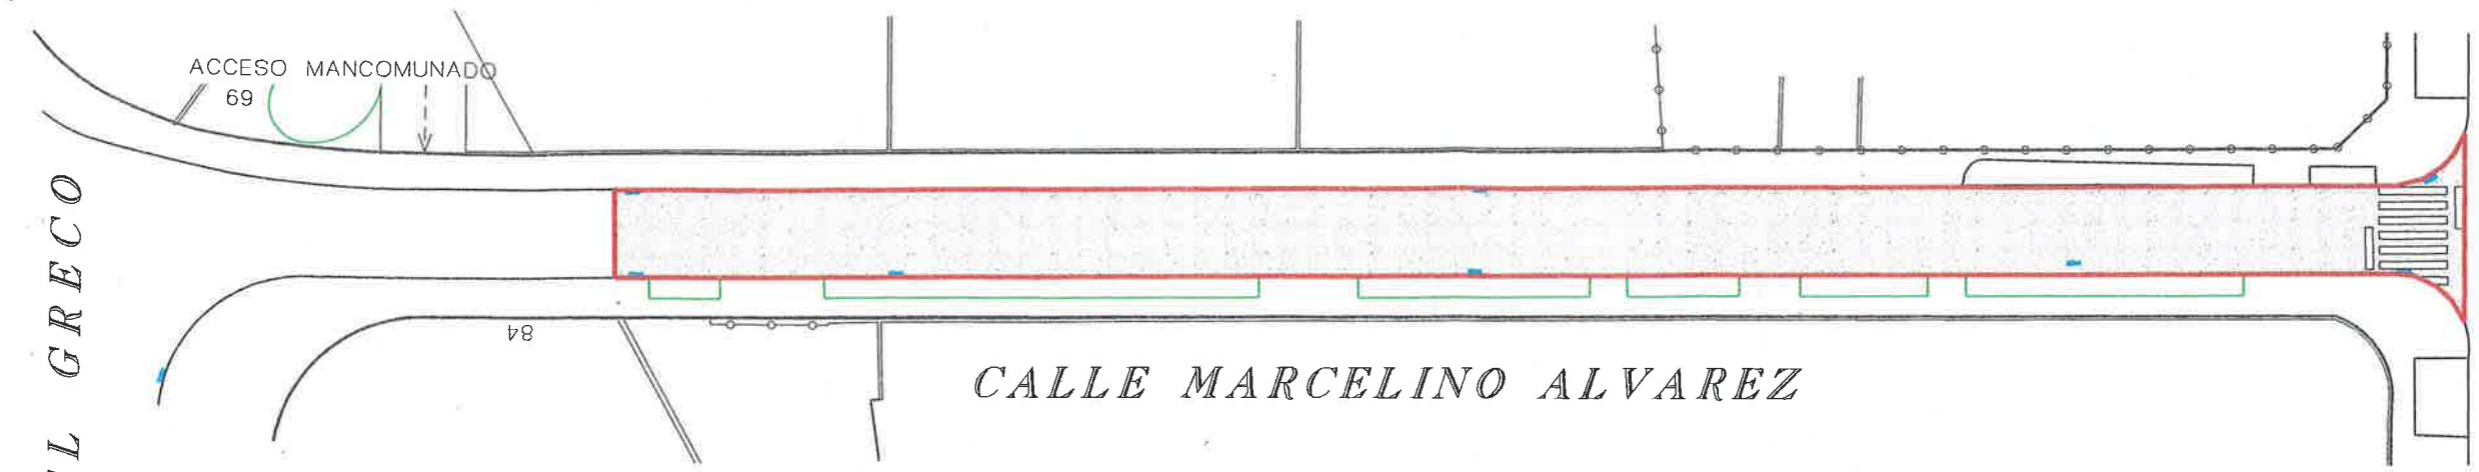 ACCESO MANCOMUNADO
69
GRECO
84
CALLE MARCELINO ALVAREZ